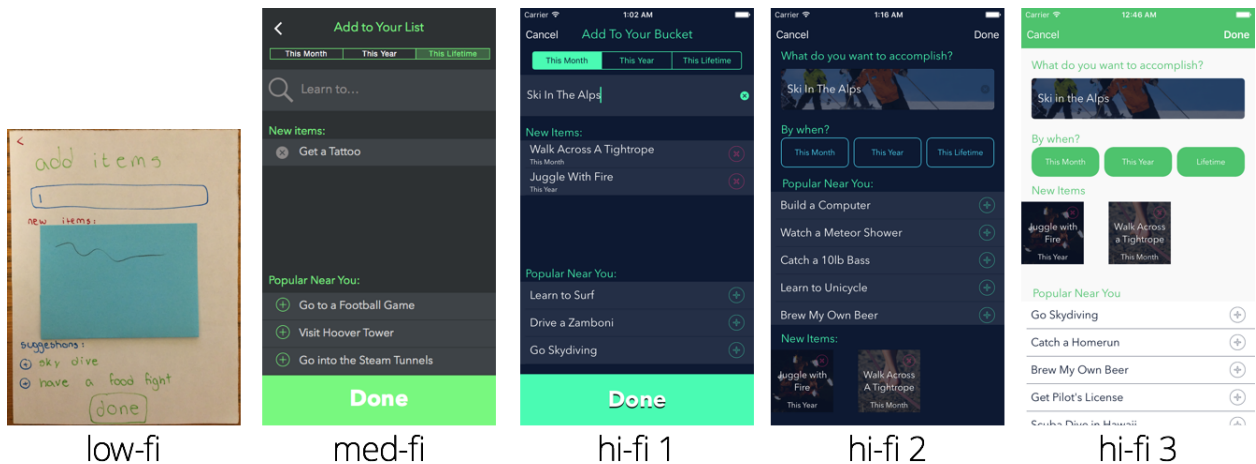 <
add items
new items:
suggestions:
+ sky dive
+ have a food fight
done
low-fi
Add to Your List
This Month This Year This Lifetime
Learn to...
New items:
Get a Tattoo
Popular Near You:
Go to a Football Game
Visit Hoover Tower
Go into the Steam Tunnels
Done
med-fi
Carrier 1:02 AM
Cancel Add To Your Bucket
This Month This Year This Lifetime
Ski In The Alps
New Items:
Walk Across A Tightrope
This Month
Juggle With Fire
This Year
Popular Near You:
Learn to Surf
Drive a Zamboni
Go Skydiving
Done
hi-fi 1
Carrier 1:16 AM
Cancel Done
What do you want to accomplish?
Ski In The Alps
By when?
This Month This Year This Lifetime
Popular Near You:
Build a Computer
Watch a Meteor Shower
Catch a 10lb Bass
Learn to Unicycle
Brew My Own Beer
New Items:
Juggle with Fire
This Year
Walk Across A Tightrope
This Month
hi-fi 2
Carrier 12:46 AM
Cancel Done
What do you want to accomplish?
Ski in the Alps
By when?
This Month This Year Lifetime
New Items
Juggle with Fire
This Year
Walk Across a Tightrope
This Month
Popular Near You
Go Skydiving
Catch a Homerun
Brew My Own Beer
Get Pilot's License
Scuba Dive in Hawaii
hi-fi 3